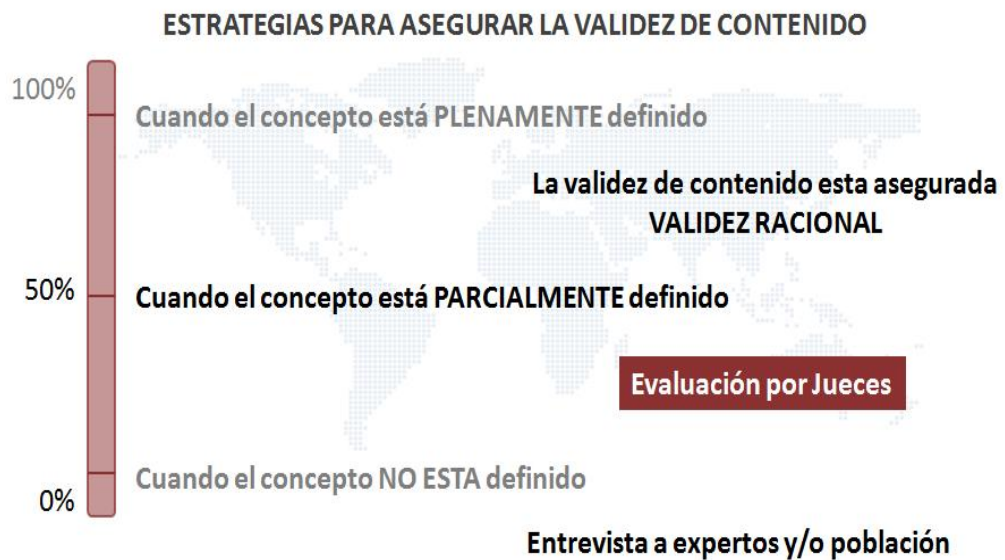 ESTRATEGIAS PARA ASEGURAR LA VALIDEZ DE CONTENIDO
100%
Cuando el concepto está PLENAMENTE definido
La validez de contenido esta asegurada
VALIDEZ RACIONAL
50%
Cuando el concepto está PARCIALMENTE definido
Evaluación por Jueces
Cuando el concepto NO ESTA definido
0%
Entrevista a expertos y/o población